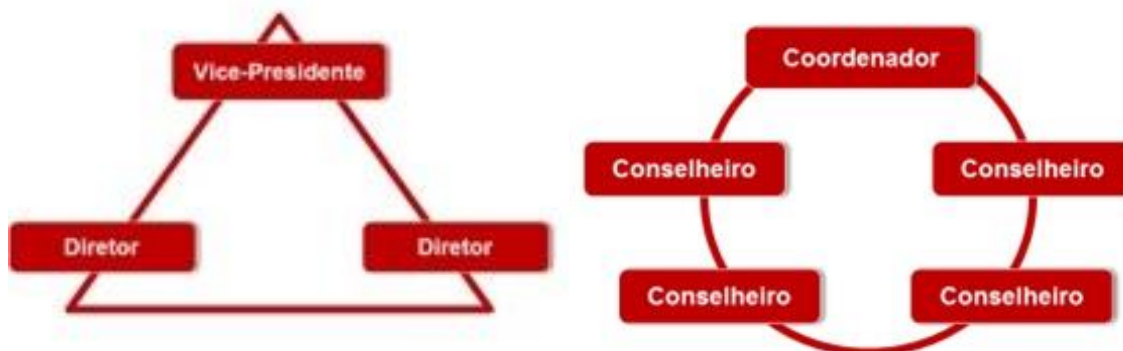 Vice-Presidente
Diretor
Diretor
Coordenador
Conselheiro
Conselheiro
Conselheiro
Conselheiro